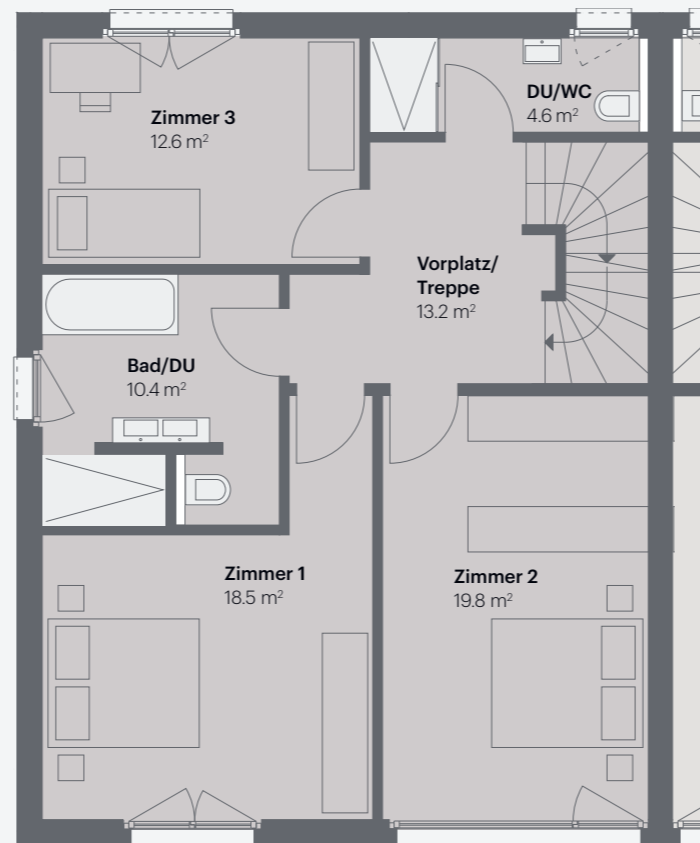 Zimmer 3
12.6 m²
DU/WC
4.6 m²
Vorplatz/
Treppe
13.2 m²
Bad/DU
10.4 m²
Zimmer 1
18.5 m²
Zimmer 2
19.8 m²